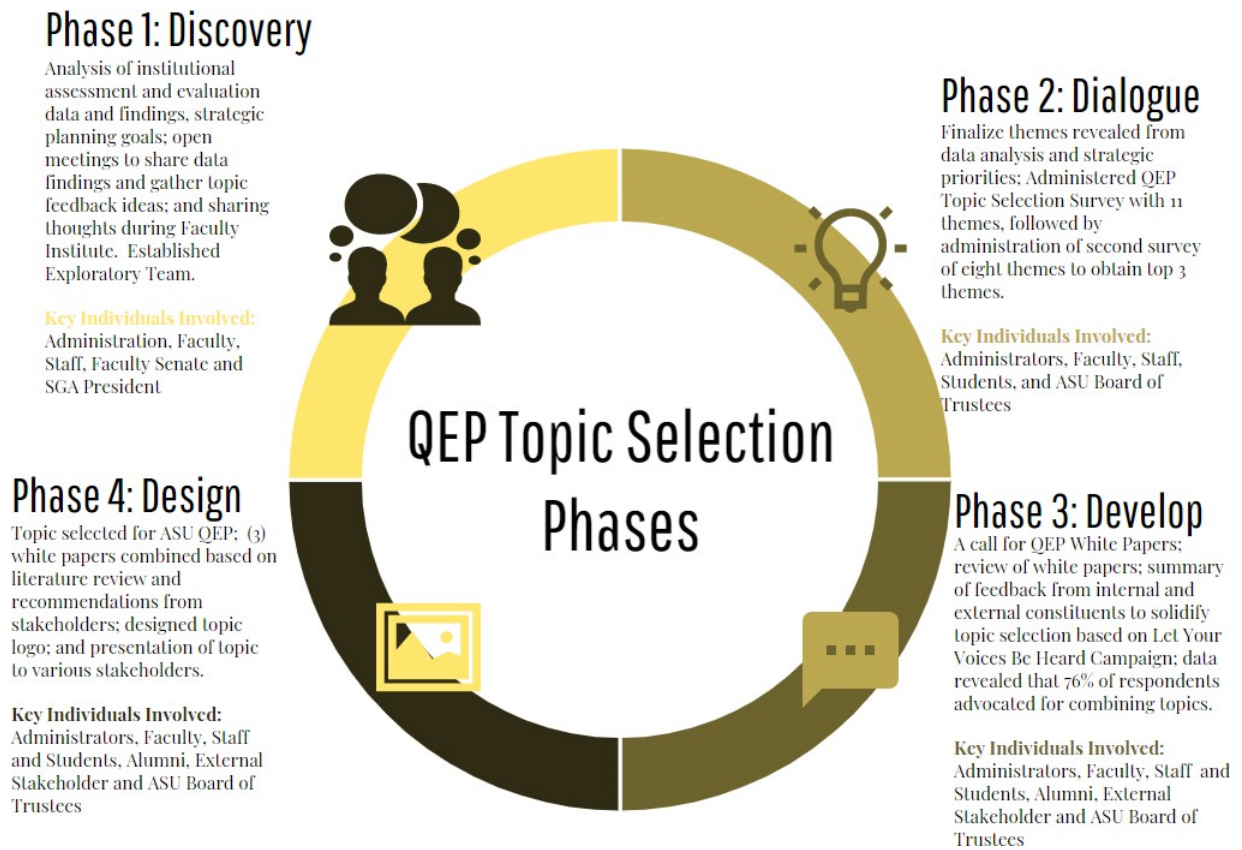 Phase 1: Discovery
Analysis of institutional
assessment and evaluation
data and findings, strategic
planning goals; open
meetings to share data
findings and gather topic
feedback ideas; and sharing
thoughts during Faculty
Institute. Established
Exploratory Team.
Key Individuals Involved:
Administration, Faculty,
Staff, Faculty Senate and
SGA President
Phase 2: Dialogue
Finalize themes revealed from
data analysis and strategic
priorities; Administered QEP
Topic Selection Survey with 11
themes, followed by
administration of second survey
of eight themes to obtain top 3
themes.
Key Individuals Involved:
Administrators, Faculty, Staff,
Students, and ASU Board of
Trustees
QEP Topic Selection
Phases
Phase 3: Develop
A call for QEP White Papers;
review of white papers; summary
of feedback from internal and
external constituents to solidify
topic selection based on Let Your
Voices Be Heard Campaign; data
revealed that 76% of respondents
advocated for combining topics.
Key Individuals Involved:
Administrators, Faculty, Staff and
Students, Alumni, External
Stakeholder and ASU Board of
Trustees
Phase 4: Design
Topic selected for ASU QEP; (3)
white papers combined based on
literature review and
recommendations from
stakeholders; designed topic
logo; and presentation of topic
to various stakeholders.
Key Individuals Involved:
Administrators, Faculty, Staff
and Students, Alumni, External
Stakeholder and ASU Board of
Trustees